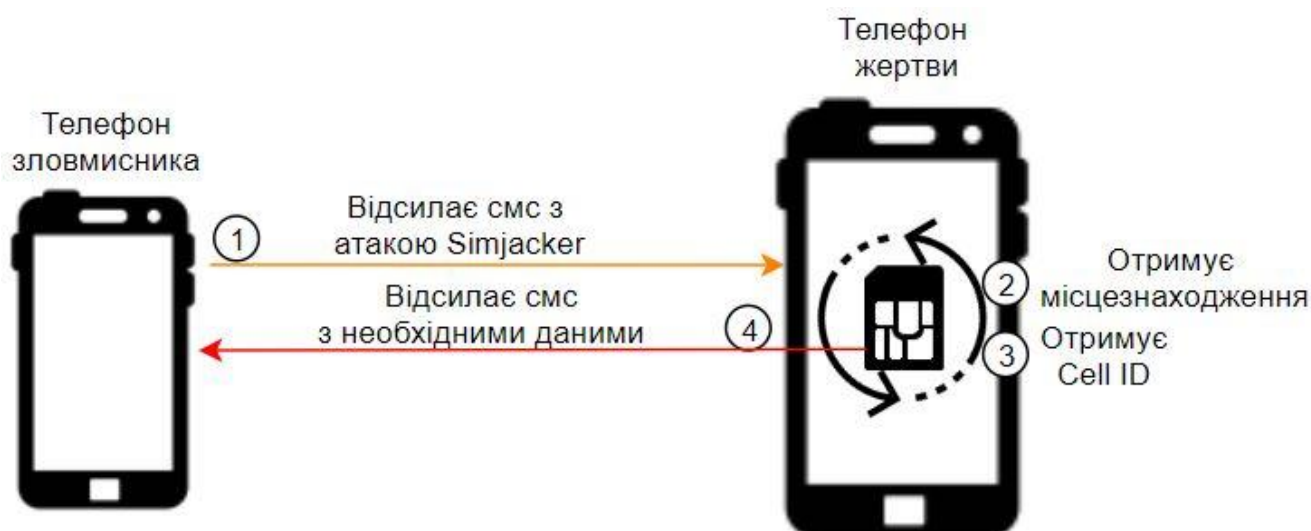 Телефон
жертви
Телефон
зловмисника
1
Відсилає смс з
атакою Simjacker
Відсилає смс
з необхідними даними
4
2
Отримує
місцезнаходження
3
Отримує
Cell ID